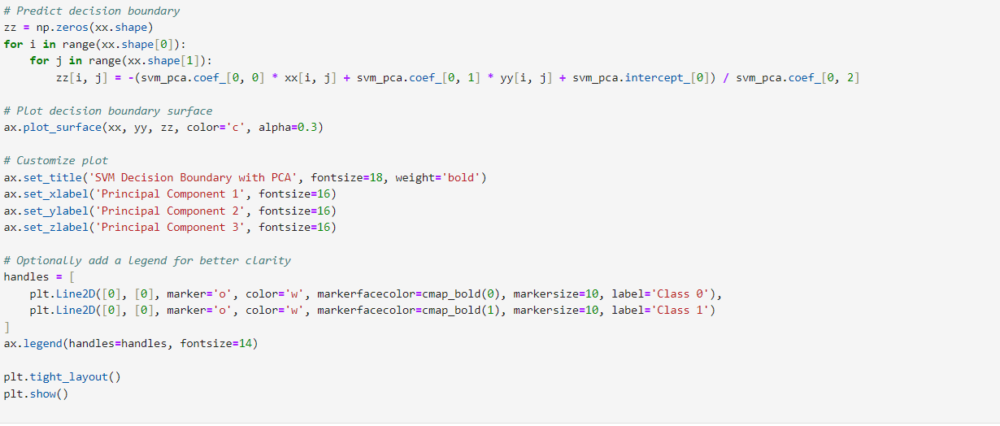 # Predict decision boundary
zz = np.zeros(xx.shape)
for i in range(xx.shape[0]):
    for j in range(xx.shape[1]):
        zz[i, j] = -(svm_pca.coef_[0, 0] * xx[i, j] + svm_pca.coef_[0, 1] * yy[i, j] + svm_pca.intercept_[0]) / svm_pca.coef_[0, 2]

# Plot decision boundary surface
ax.plot_surface(xx, yy, zz, color='c', alpha=0.3)

# Customize plot
ax.set_title('SVM Decision Boundary with PCA', fontsize=18, weight='bold')
ax.set_xlabel('Principal Component 1', fontsize=16)
ax.set_ylabel('Principal Component 2', fontsize=16)
ax.set_zlabel('Principal Component 3', fontsize=16)

# Optionally add a legend for better clarity
handles = [
    plt.Line2D([0], [0], marker='o', color='w', markerfacecolor=cmap_bold(0), markersize=10, label='Class 0'),
    plt.Line2D([0], [0], marker='o', color='w', markerfacecolor=cmap_bold(1), markersize=10, label='Class 1')
]
ax.legend(handles=handles, fontsize=14)

plt.tight_layout()
plt.show()